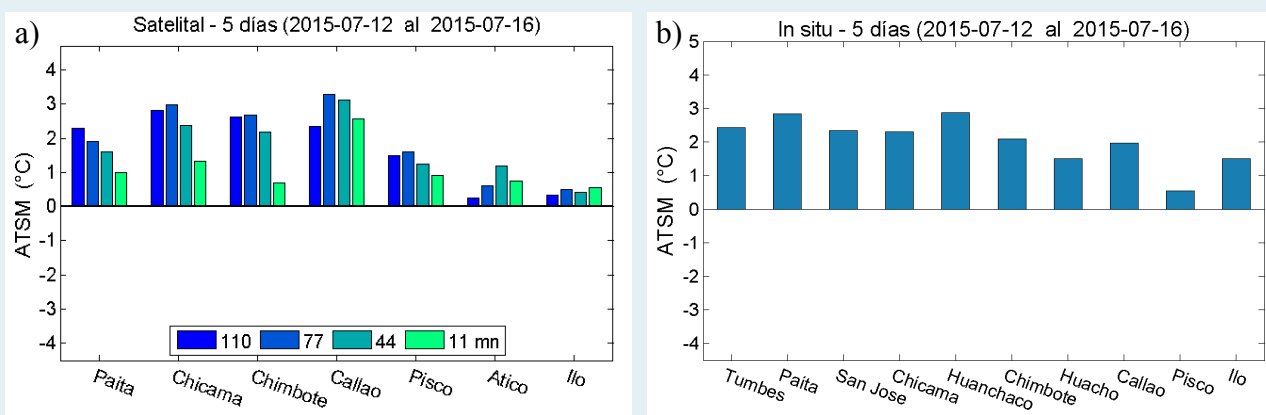 a)
Satelital - 5 días (2015-07-12 al 2015-07-16)
ATSM (°C)
4
3
2
1
0
-1
-2
-3
-4
110 77 44 11 mn
Paita Chicama Chimbote Callao Pisco Atico Ilo
b)
In situ - 5 días (2015-07-12 al 2015-07-16)
ATSM (°C)
5
4
3
2
1
0
-1
-2
-3
-4
Tumbes Paita San Jose Chicama Huanchaco Chimbote Huacho Callao Pisco Ilo